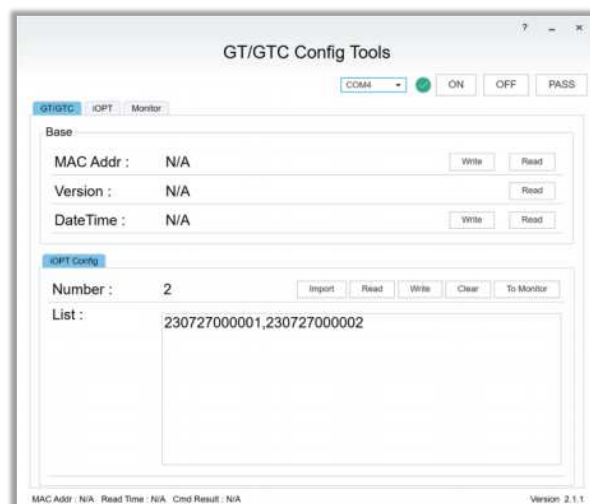 ? – ×
GT/GTC Config Tools
COM4 ON OFF PASS
GT/GTC iOPT Monitor
Base
MAC Addr : N/A Write Read
Version : N/A Read
DateTime : N/A Write Read
iOPT Config
Number : 2 Import Read Write Clear To Monitor
List :
230727000001,230727000002
MAC Addr : N/A Read Time : N/A Cmd Result : N/A Version 2.1.1